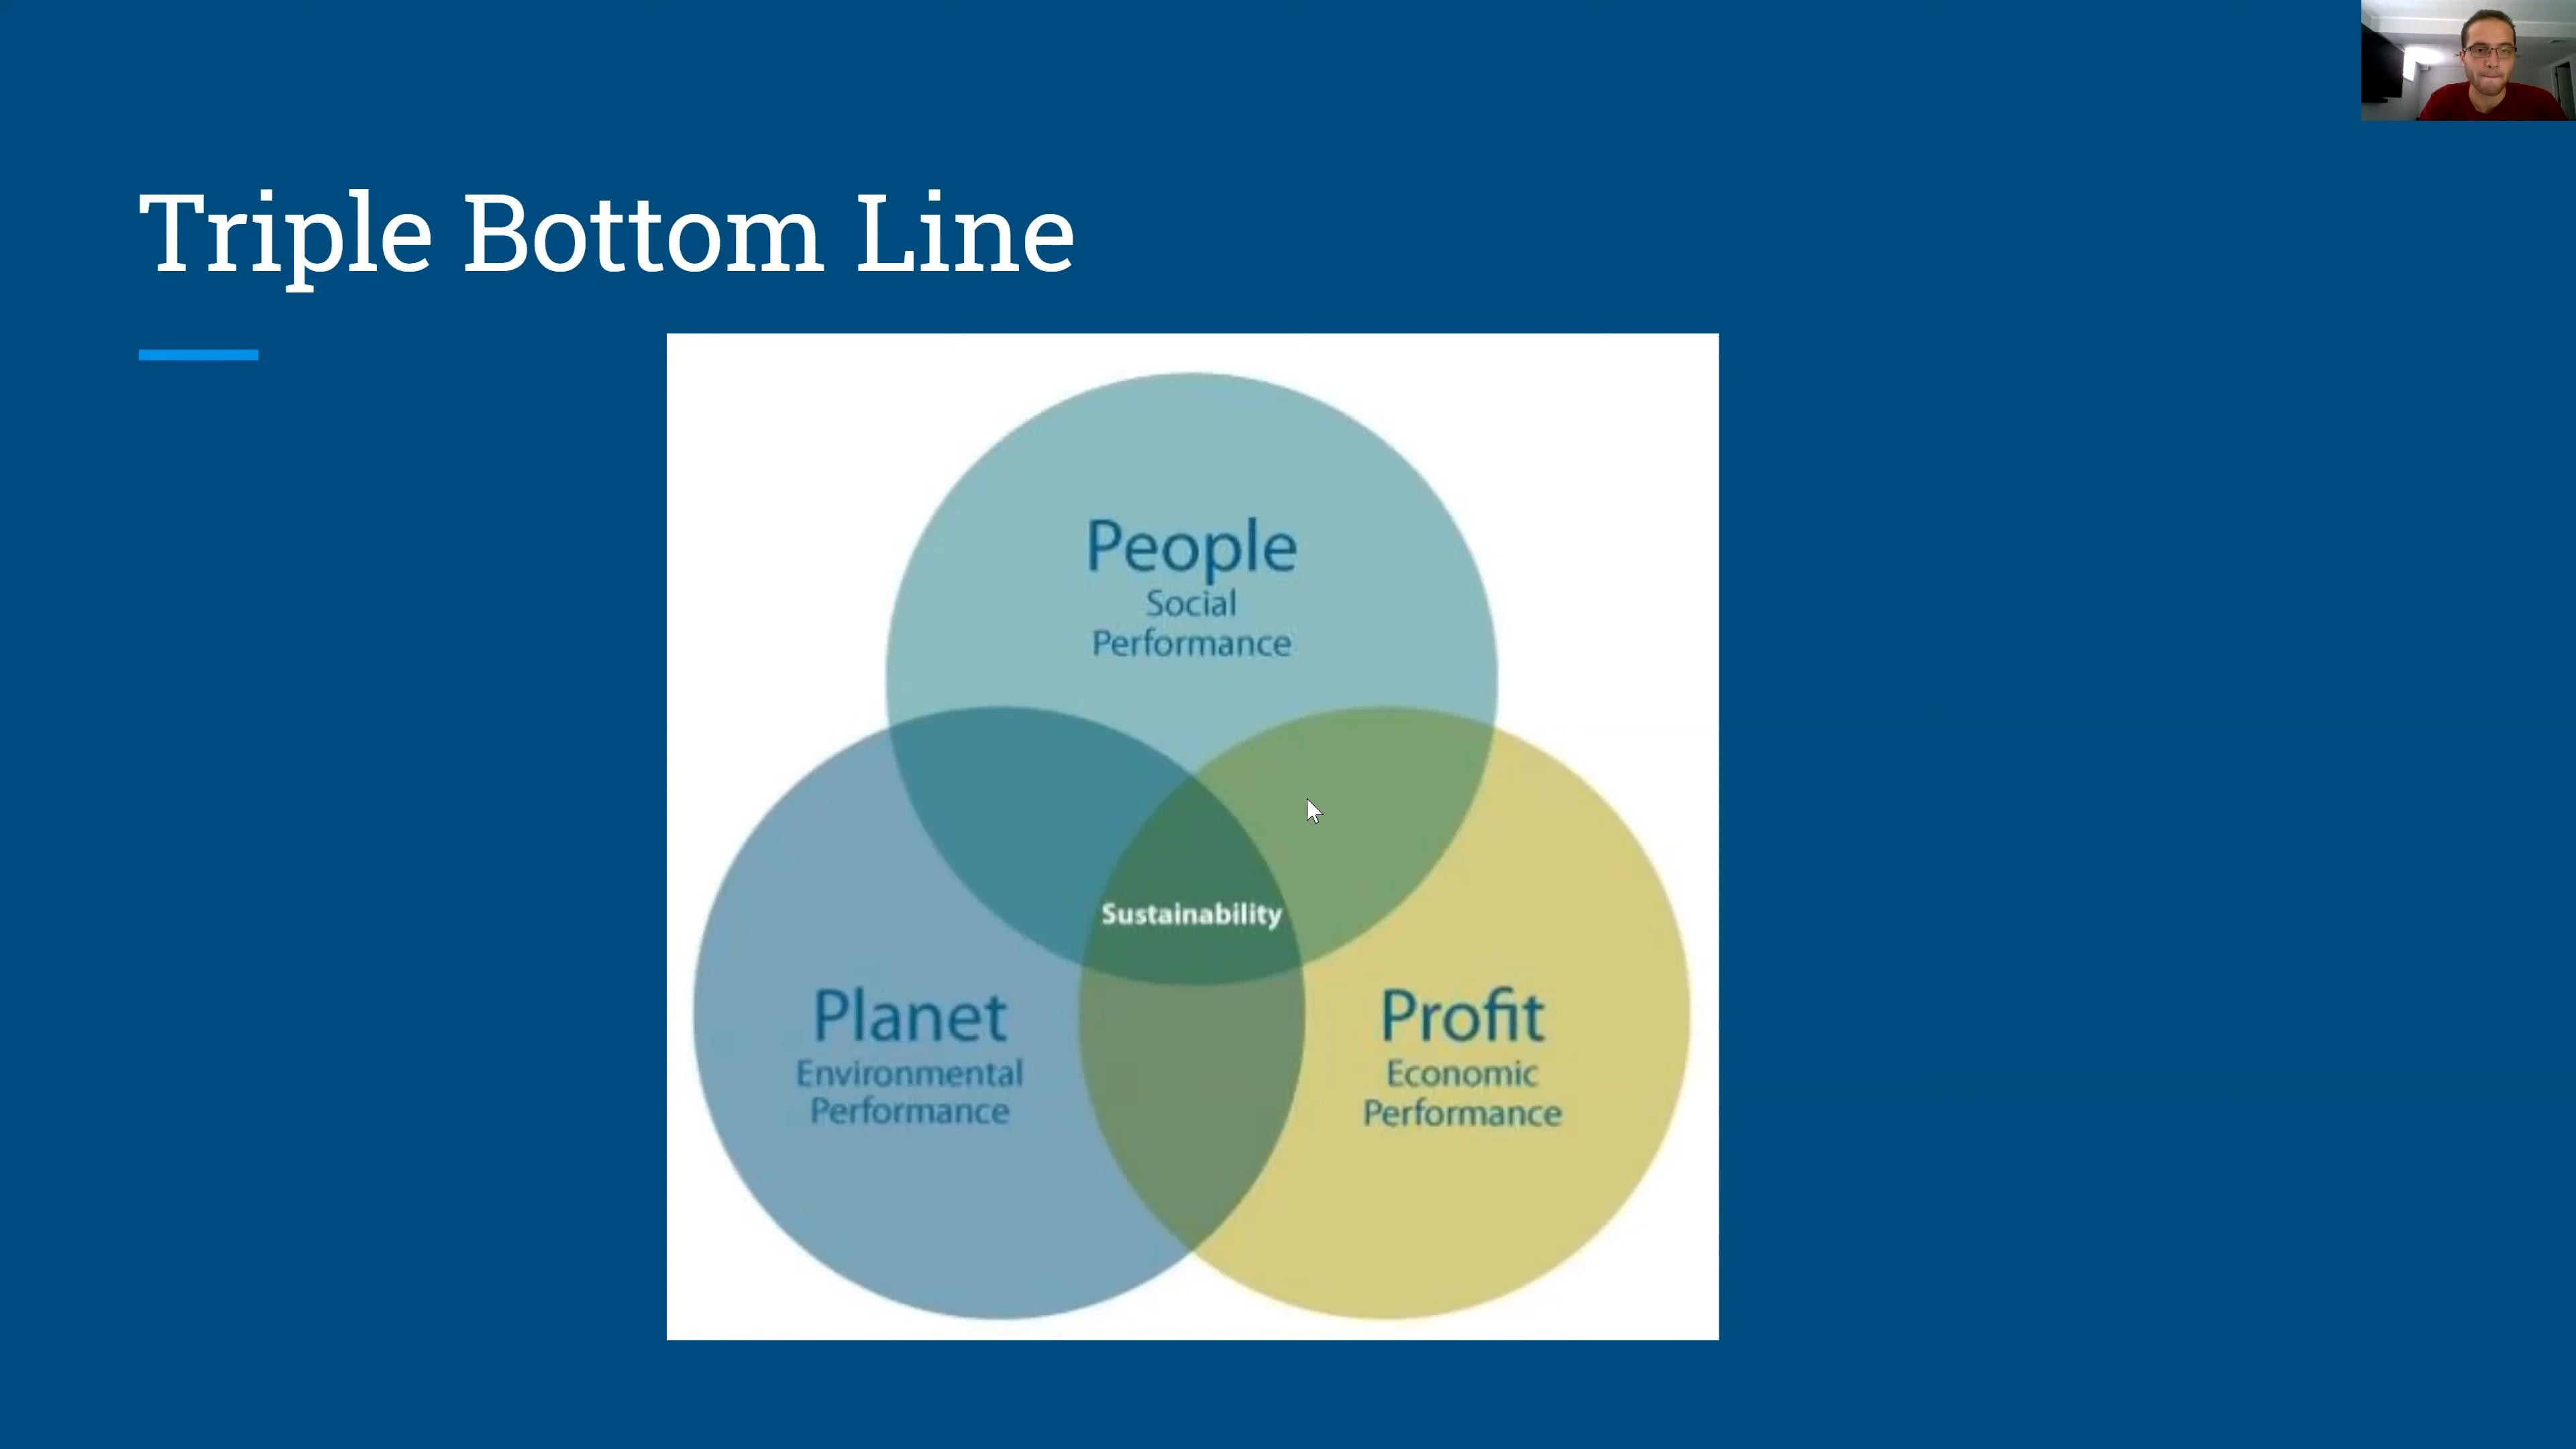 Triple Bottom Line
People
Social
Performance
Sustainability
Planet
Environmental
Performance
Profit
Economic
Performance